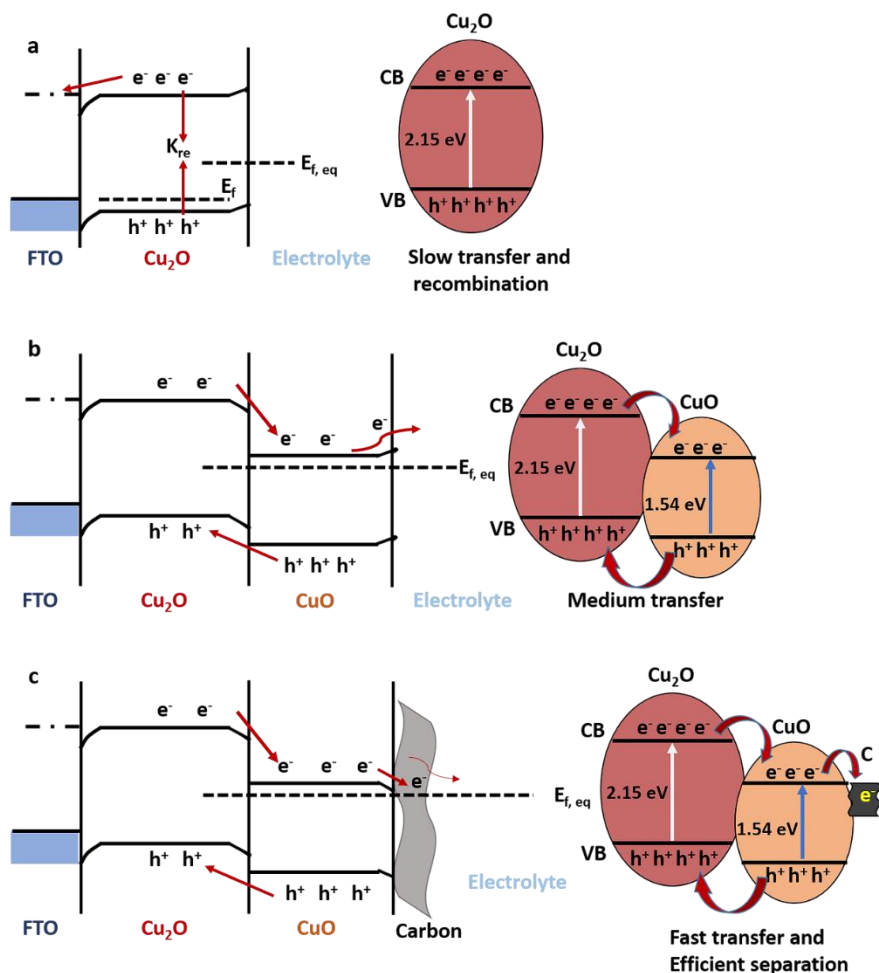 a
e⁻ e⁻ e⁻
K_re
E_f, eq
E_f
h⁺ h⁺ h⁺
FTO
Cu₂O
Electrolyte
Cu₂O
CB
e⁻ e⁻ e⁻ e⁻
2.15 eV
VB
h⁺ h⁺ h⁺ h⁺
Slow transfer and
recombination
b
e⁻ e⁻
e⁻ e⁻
e⁻
E_f, eq
h⁺ h⁺
h⁺ h⁺ h⁺
FTO
Cu₂O
CuO
Electrolyte
Cu₂O
CuO
CB
e⁻ e⁻ e⁻ e⁻
e⁻ e⁻ e⁻
2.15 eV
1.54 eV
VB
h⁺ h⁺ h⁺ h⁺
h⁺ h⁺ h⁺
Medium transfer
c
e⁻ e⁻
e⁻ e⁻ e⁻
e⁻
E_f, eq
h⁺ h⁺
h⁺ h⁺ h⁺
Electrolyte
FTO
Cu₂O
CuO
Carbon
Cu₂O
CuO
C
CB
e⁻ e⁻ e⁻ e⁻
e⁻ e⁻ e⁻
e⁻
2.15 eV
1.54 eV
VB
h⁺ h⁺ h⁺ h⁺
h⁺ h⁺ h⁺
Fast transfer and
Efficient separation